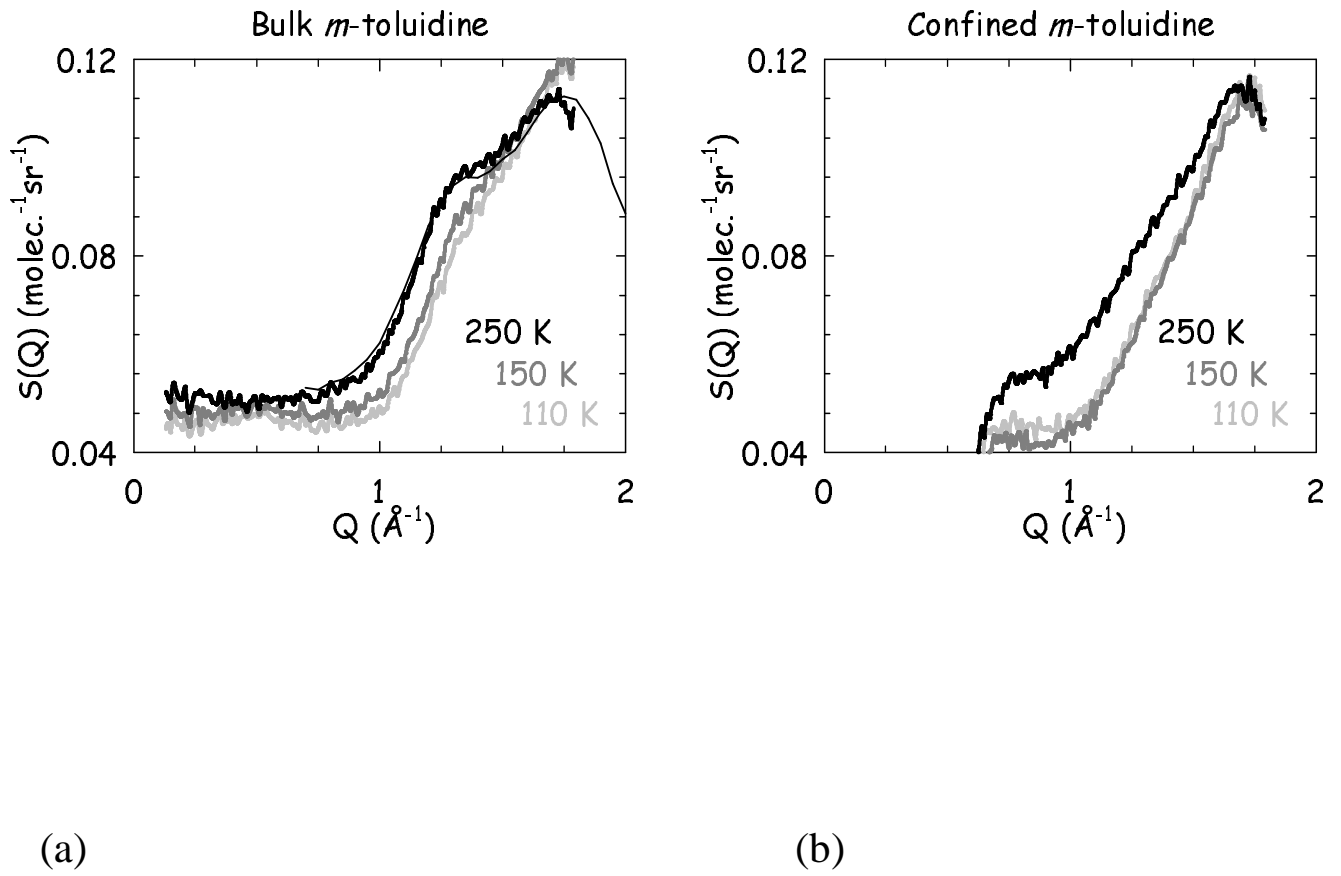 Bulk m-toluidine
0.12
0.08
0.04
S(Q) (molec.⁻¹sr⁻¹)
250 K
150 K
110 K
0 1 2
Q (Å⁻¹)
Confined m-toluidine
0.12
0.08
0.04
S(Q) (molec.⁻¹sr⁻¹)
250 K
150 K
110 K
0 1 2
Q (Å⁻¹)
(a)
(b)